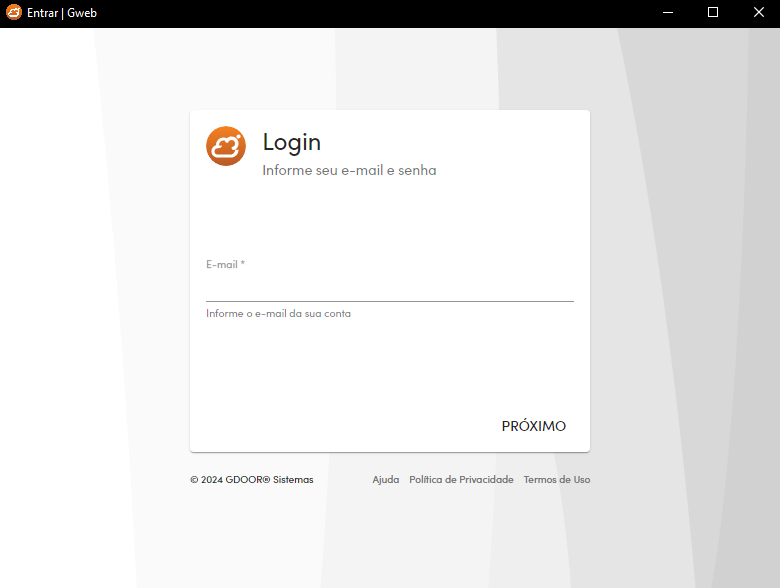 Entrar | Gweb
Login
Informe seu e-mail e senha
E-mail *
Informe o e-mail da sua conta
PRÓXIMO
© 2024 GDOOR® Sistemas Ajuda Política de Privacidade Termos de Uso